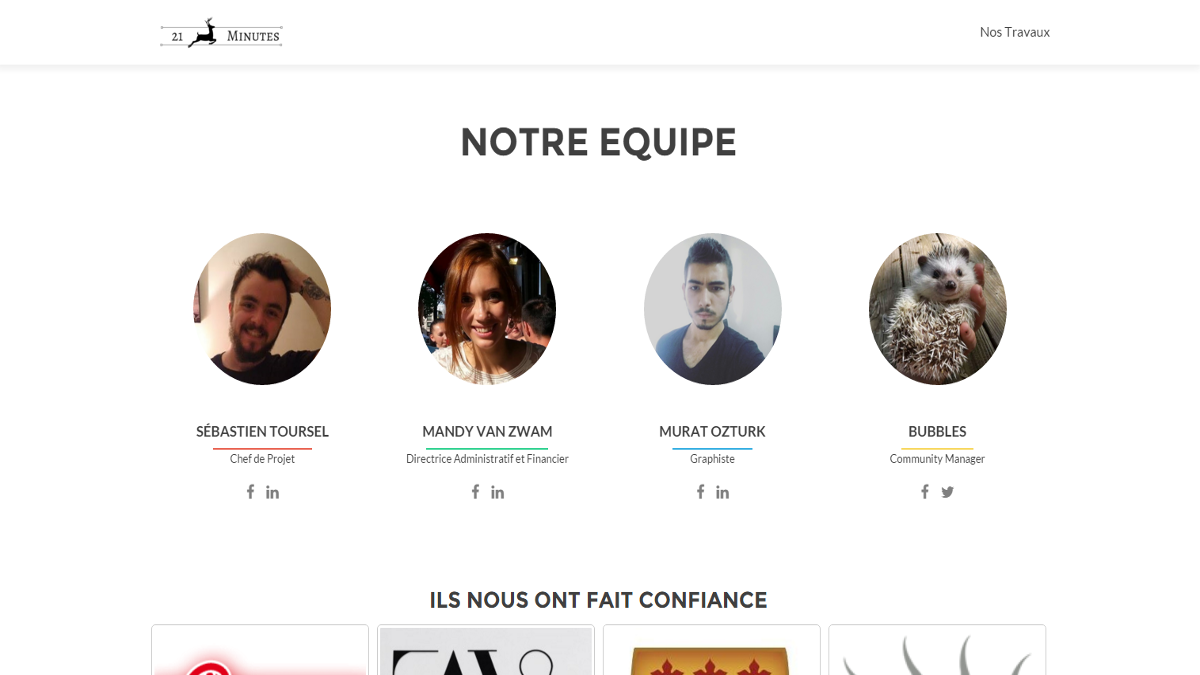 21 Minutes
Nos Travaux
NOTRE EQUIPE
SÉBASTIEN TOURSEL
Chef de Projet
MANDY VAN ZWAM
Directrice Administratif et Financier
MURAT OZTURK
Graphiste
BUBBLES
Community Manager
ILS NOUS ONT FAIT CONFIANCE